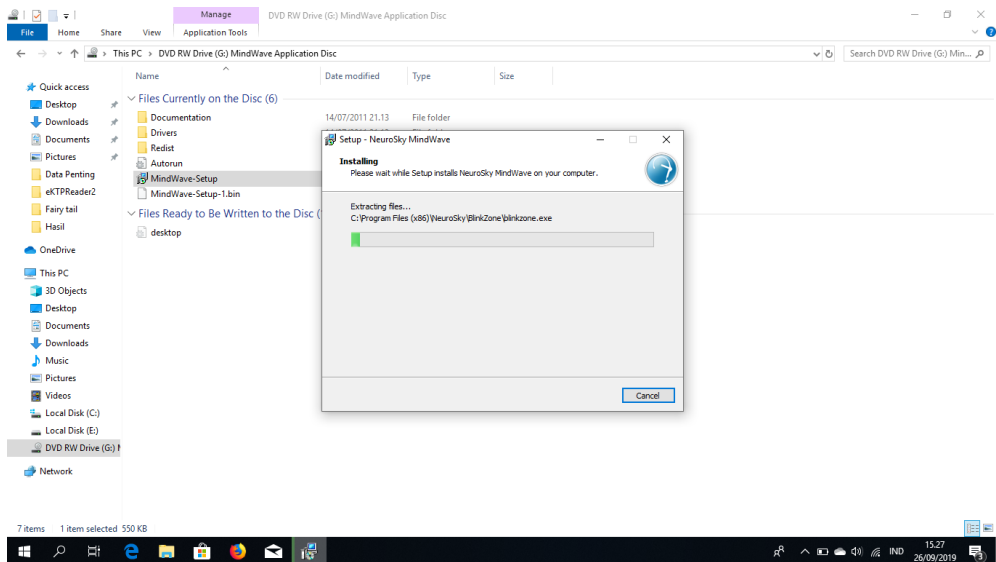 Manage
DVD RW Drive (G:) MindWave Application Disc
File Home Share View Application Tools
This PC > DVD RW Drive (G:) MindWave Application Disc
Search DVD RW Drive (G:) Min...
Name Date modified Type Size
Quick access
Desktop
Downloads
Documents
Pictures
Data Penting
eKTPReader2
Fairy tail
Hasil
OneDrive
This PC
3D Objects
Desktop
Documents
Downloads
Music
Pictures
Videos
Local Disk (C:)
Local Disk (E:)
DVD RW Drive (G:)
Network
Files Currently on the Disc (6)
Documentation 14/07/2011 21.13 File folder
Drivers
Redist
Autorun
MindWave-Setup
MindWave-Setup-1.bin
Files Ready to Be Written to the Disc (
desktop
Setup - NeuroSky MindWave
Installing
Please wait while Setup installs NeuroSky MindWave on your computer.
Extracting files...
C:\Program Files (x86)\NeuroSky\BlinkZone\blinkzone.exe
Cancel
7 items 1 item selected 550 KB
IND
15.27
26/09/2019
3